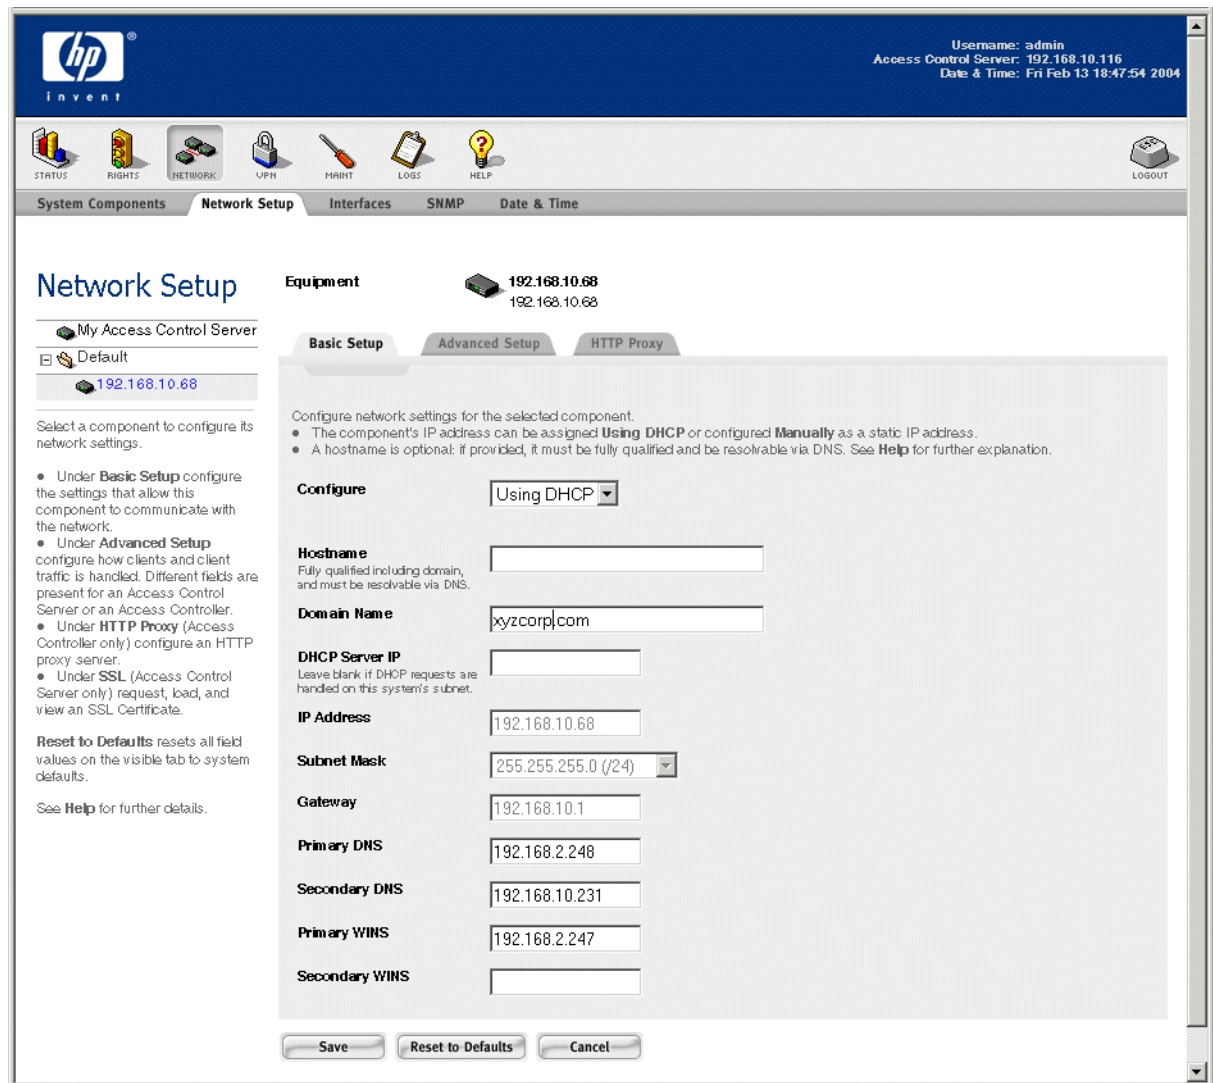 hp
®
invent
Username: admin
Access Control Server: 192.168.10.116
Date & Time: Fri Feb 13 18:47:54 2004
STATUS RIGHTS NETWORK VPN MAINT LOGS HELP LOGOUT
System Components Network Setup Interfaces SNMP Date & Time
Network Setup
My Access Control Server
Default
192.168.10.68
Select a component to configure its
network settings.
● Under Basic Setup configure
the settings that allow this
component to communicate with
the network.
● Under Advanced Setup
configure how clients and client
traffic is handled. Different fields are
present for an Access Control
Server or an Access Controller.
● Under HTTP Proxy (Access
Controller only) configure an HTTP
proxy server.
● Under SSL (Access Control
Server only) request, load, and
view an SSL Certificate.
Reset to Defaults resets all field
values on the visible tab to system
defaults.
See Help for further details.
Equipment 192.168.10.68
192.168.10.68
Basic Setup Advanced Setup HTTP Proxy
Configure network settings for the selected component.
● The component's IP address can be assigned Using DHCP or configured Manually as a static IP address.
● A hostname is optional: if provided, it must be fully qualified and be resolvable via DNS. See Help for further explanation.
Configure Using DHCP
Hostname
Fully qualified including domain,
and must be resolvable via DNS.
Domain Name xyzcorp.com
DHCP Server IP
Leave blank if DHCP requests are
handled on this system's subnet.
IP Address 192.168.10.68
Subnet Mask 255.255.255.0 (/24)
Gateway 192.168.10.1
Primary DNS 192.168.2.248
Secondary DNS 192.168.10.231
Primary WINS 192.168.2.247
Secondary WINS
Save Reset to Defaults Cancel